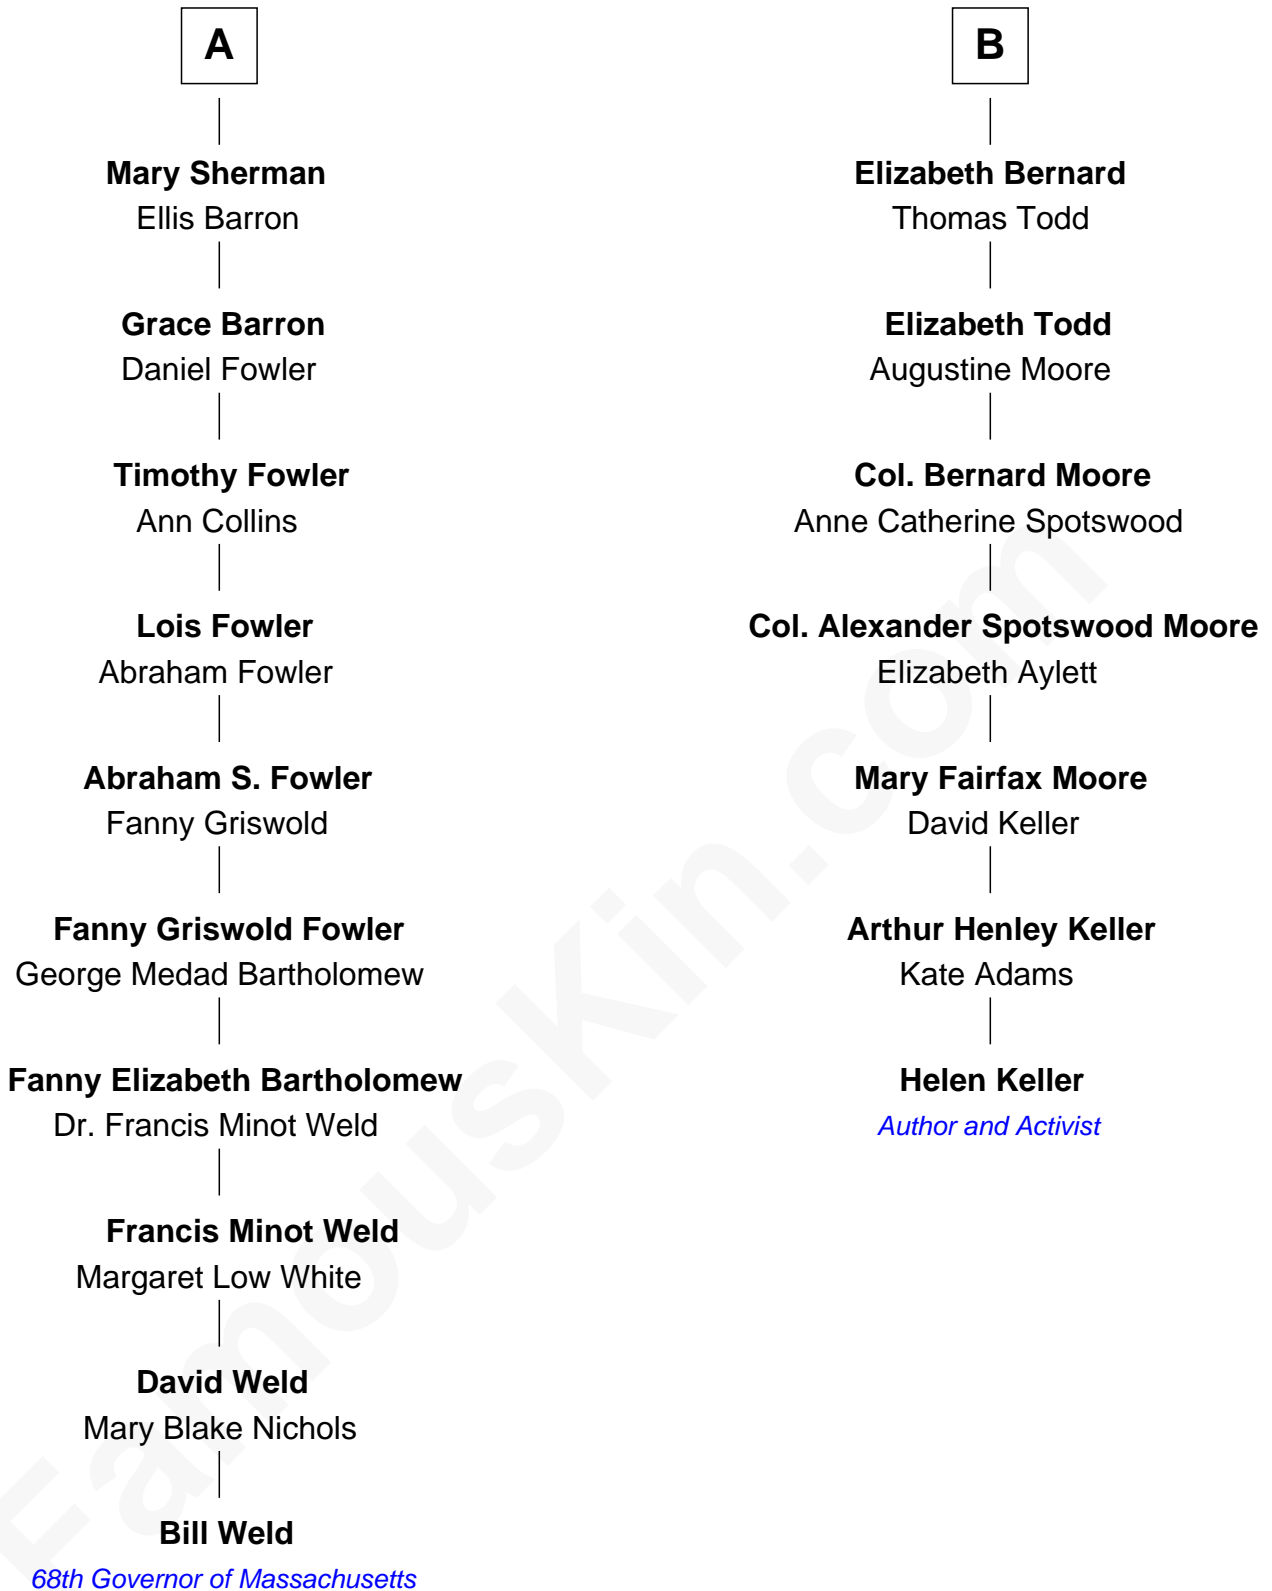 A
Mary Sherman
Ellis Barron
Grace Barron
Daniel Fowler
Timothy Fowler
Ann Collins
Lois Fowler
Abraham Fowler
Abraham S. Fowler
Fanny Griswold
Fanny Griswold Fowler
George Medad Bartholomew
Fanny Elizabeth Bartholomew
Dr. Francis Minot Weld
Francis Minot Weld
Margaret Low White
David Weld
Mary Blake Nichols
Bill Weld
68th Governor of Massachusetts
B
Elizabeth Bernard
Thomas Todd
Elizabeth Todd
Augustine Moore
Col. Bernard Moore
Anne Catherine Spotswood
Col. Alexander Spotswood Moore
Elizabeth Aylett
Mary Fairfax Moore
David Keller
Arthur Henley Keller
Kate Adams
Helen Keller
Author and Activist
FamousKin.com